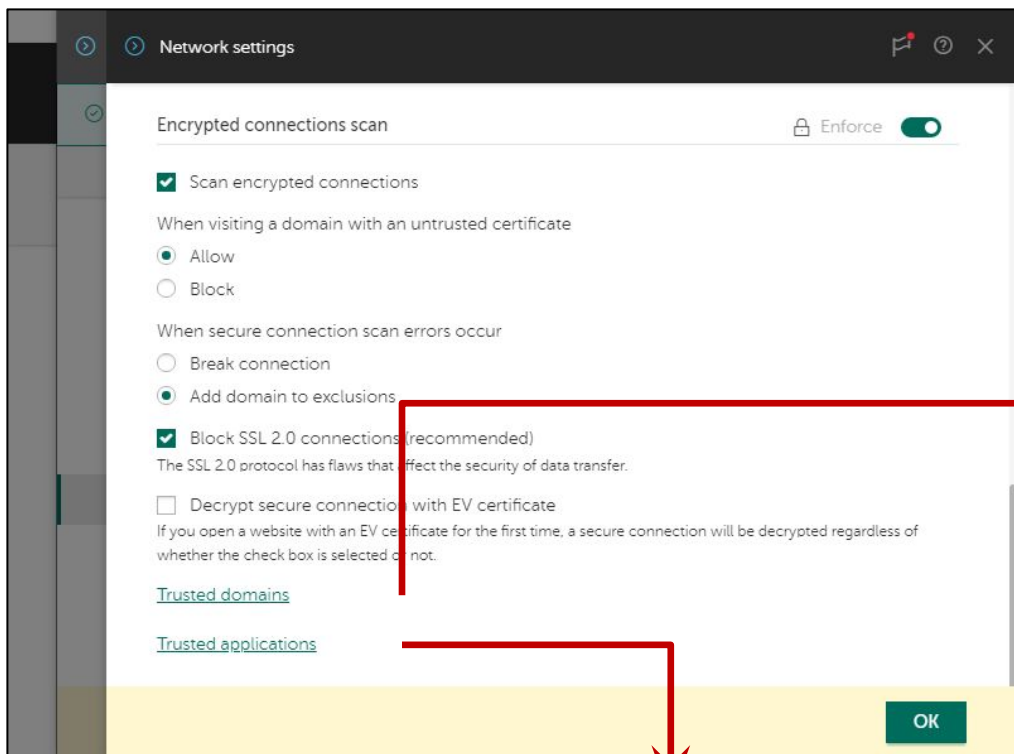 Network settings
Encrypted connections scan
Enforce
Scan encrypted connections
When visiting a domain with an untrusted certificate
Allow
Block
When secure connection scan errors occur
Break connection
Add domain to exclusions
Block SSL 2.0 connections (recommended)
The SSL 2.0 protocol has flaws that affect the security of data transfer.
Decrypt secure connection with EV certificate
If you open a website with an EV certificate for the first time, a secure connection will be decrypted regardless of
whether the check box is selected or not.
Trusted domains
Trusted applications
OK